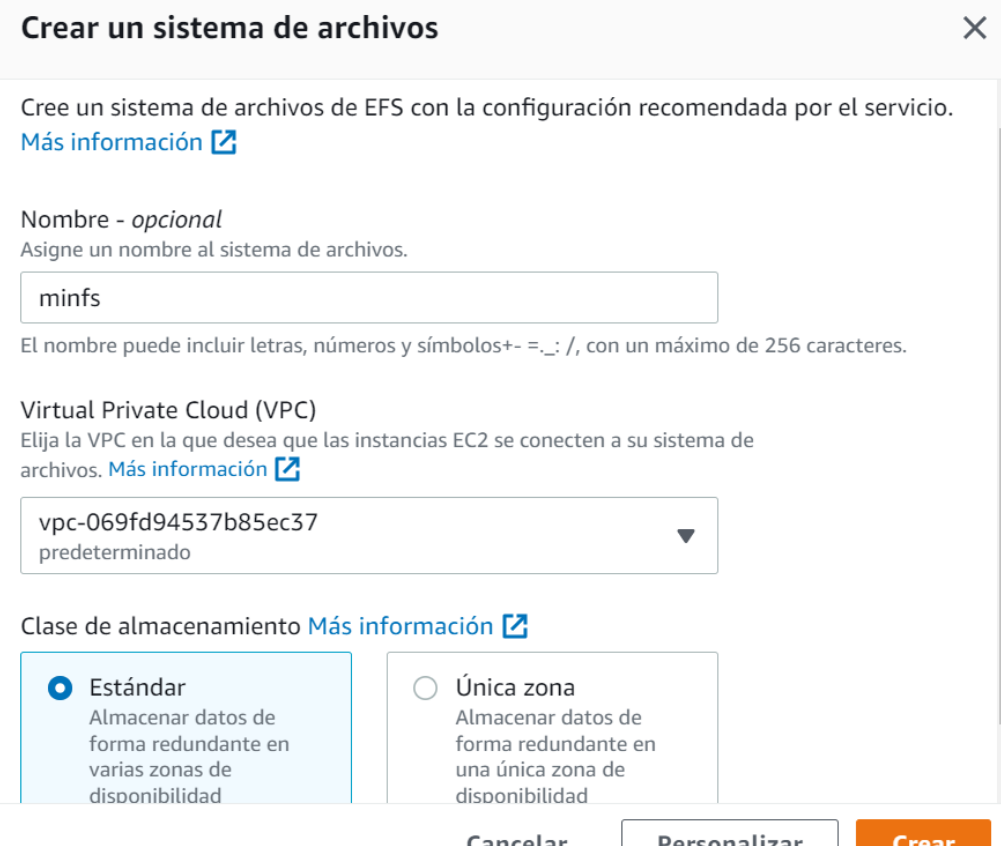 Crear un sistema de archivos
Cree un sistema de archivos de EFS con la configuración recomendada por el servicio.
Más información
Nombre - opcional
Asigne un nombre al sistema de archivos.
minfs
El nombre puede incluir letras, números y símbolos+- =._: /, con un máximo de 256 caracteres.
Virtual Private Cloud (VPC)
Elija la VPC en la que desea que las instancias EC2 se conecten a su sistema de
archivos. Más información
vpc-069fd94537b85ec37
predeterminado
Clase de almacenamiento Más información
Estándar
Almacenar datos de
forma redundante en
varias zonas de
disponibilidad
Única zona
Almacenar datos de
forma redundante en
una única zona de
disponibilidad
Cancelar
Personalizar
Crear